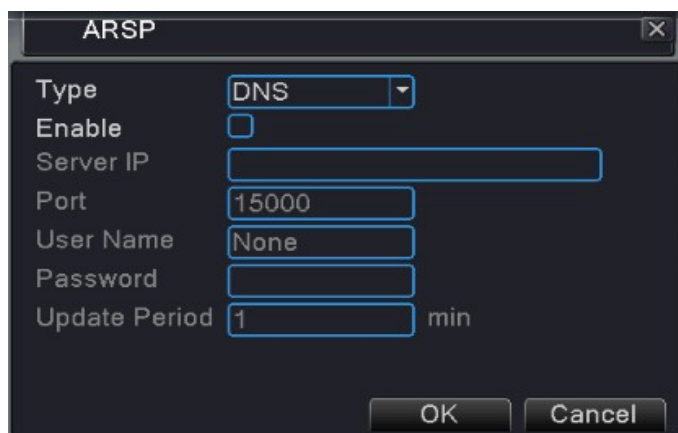 ARSP
Type DNS
Enable
Server IP
Port 15000
User Name None
Password
Update Period 1 min
OK Cancel